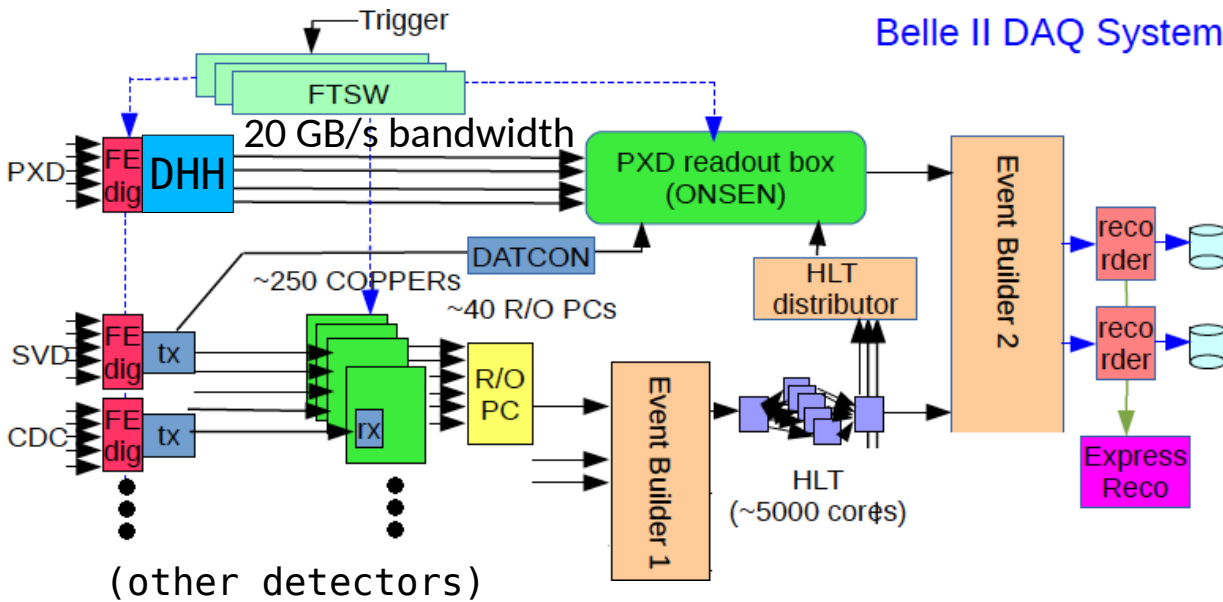 Trigger
Belle II DAQ System
FTSW
20 GB/s bandwidth
PXD
FE
dig
DHH
PXD readout box
(ONSEN)
Event Builder 2
reco
rder
DATCON
~250 COPPERs
HLT
distributor
~40 R/O PCs
SVD
FE
dig
tx
reco
rder
R/O
PC
Event Builder 1
CDC
FE
dig
tx
rx
HLT
(~5000 cores)
Express
Reco
(other detectors)